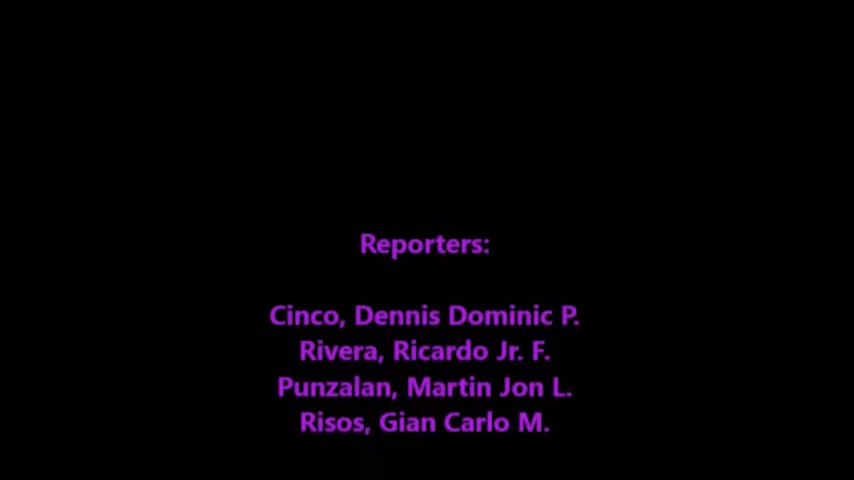 Reporters:
Cinco, Dennis Dominic P.
Rivera, Ricardo Jr. F.
Punzalan, Martin Jon L.
Risos, Gian Carlo M.